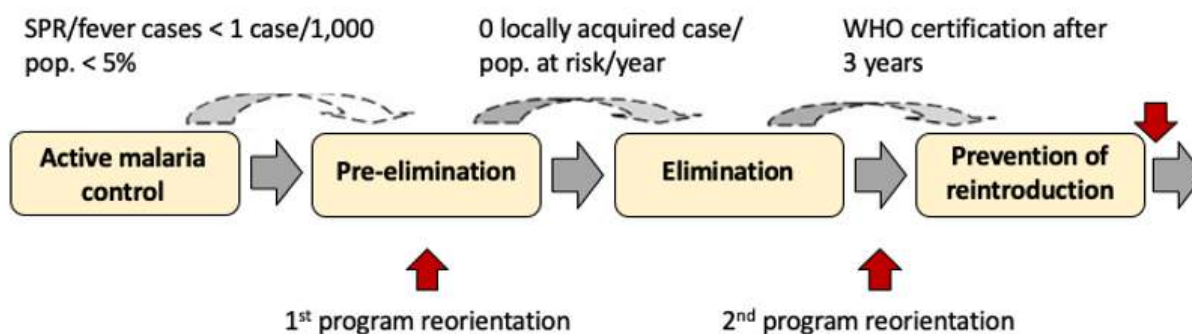 SPR/fever cases < 1 case/1,000
pop. < 5%
0 locally acquired case/
pop. at risk/year
WHO certification after
3 years
Active malaria
control
Pre-elimination
Elimination
Prevention of
reintroduction
1st program reorientation
2nd program reorientation